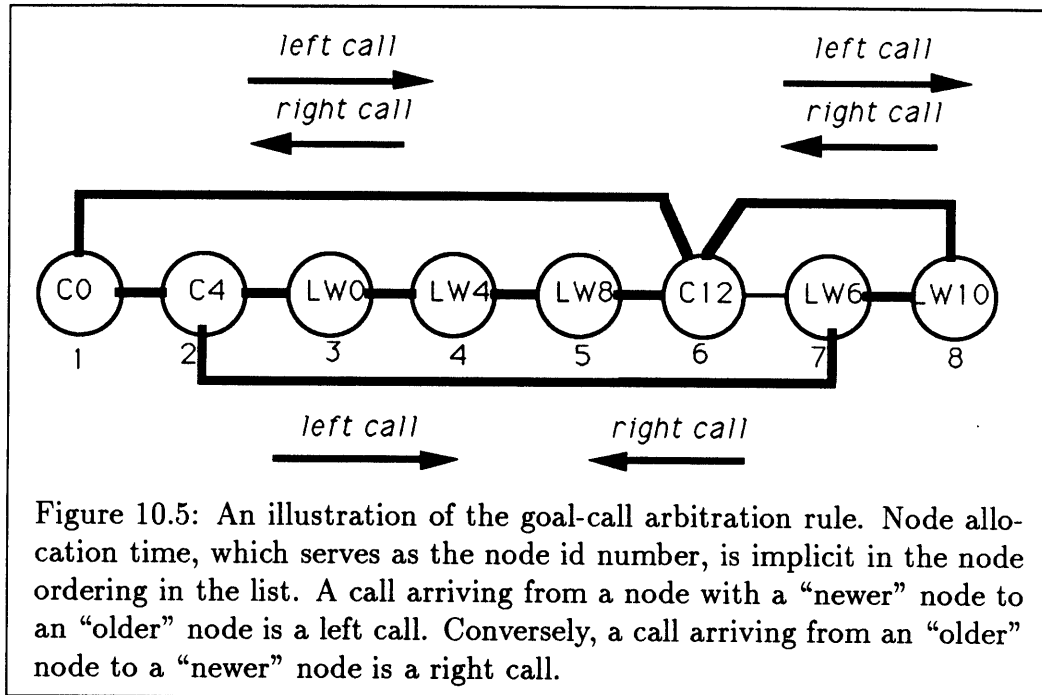 left call
left call
right call
right call
C0 C4 LW0 LW4 LW8 C12 LW6 LW10
1 2 3 4 5 6 7 8
left call
right call
Figure 10.5: An illustration of the goal-call arbitration rule. Node allo-
cation time, which serves as the node id number, is implicit in the node
ordering in the list. A call arriving from a node with a “newer” node to
an “older” node is a left call. Conversely, a call arriving from an “older”
node to a “newer” node is a right call.